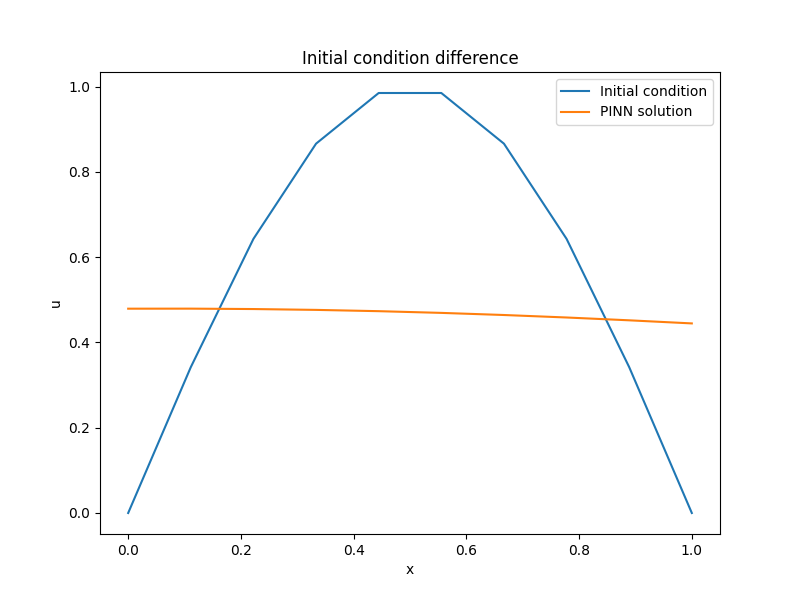 Initial condition difference
Initial condition
PINN solution
1.0
0.8
0.6
0.4
0.2
0.0
u
0.0 0.2 0.4 0.6 0.8 1.0
x